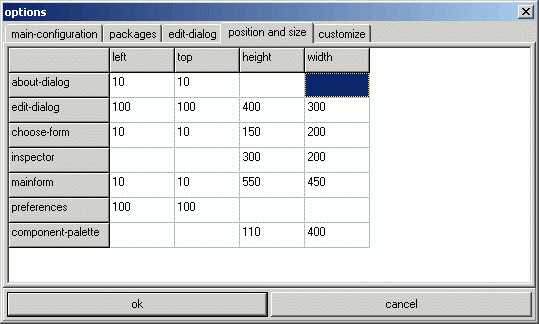 options
main-configuration packages edit-dialog position and size customize
left top height width
about-dialog 10 10
edit-dialog 100 100 400 300
choose-form 10 10 150 200
inspector 300 200
mainform 10 10 550 450
preferences 100 100
component-palette 110 400
ok cancel